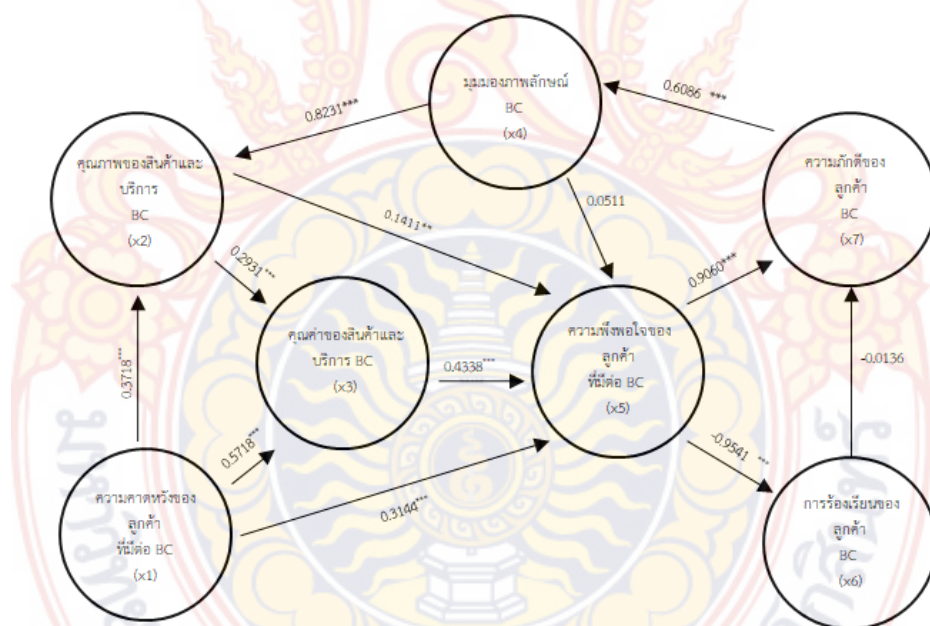 มุมมองภาพลักษณ์
BC
(x4)
0.6086 ***
0.8231***
คุณภาพของสินค้าและ
บริการ
BC
(x2)
ความภักดีของ
ลูกค้า
BC
(x7)
0.1411**
0.0511
0.2931***
0.9060***
คุณค่าของสินค้าและ
บริการ BC
(x3)
ความพึงพอใจของ
ลูกค้า
ที่มีต่อ BC
(x5)
0.4338***
0.3718***
-0.0136
0.5718***
0.3144***
-0.9541 ***
ความคาดหวังของ
ลูกค้า
ที่มีต่อ BC
(x1)
การร้องเรียนของ
ลูกค้า
BC
(x6)